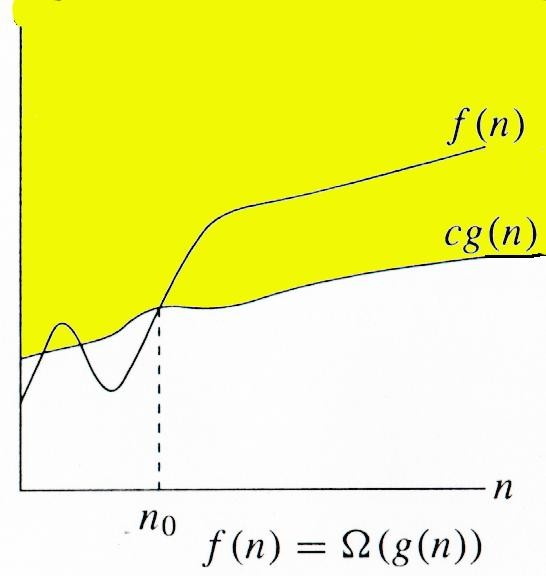 f(n)
cg(n)
n
n₀
f(n) = Ω(g(n))